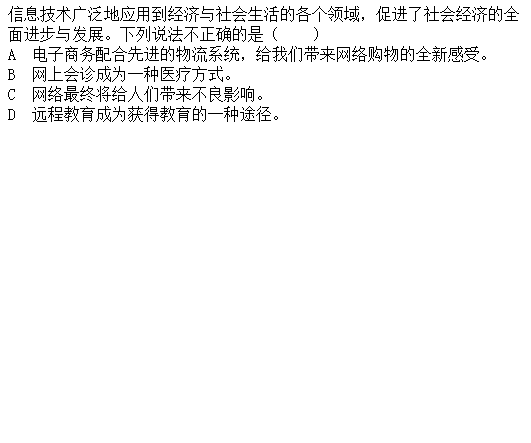 信息技术广泛地应用到经济与社会生活的各个领域，促进了社会经济的全
面进步与发展。下列说法不正确的是（　　）
A　电子商务配合先进的物流系统，给我们带来网络购物的全新感受。
B　网上会诊成为一种医疗方式。
C　网络最终将给人们带来不良影响。
D　远程教育成为获得教育的一种途径。